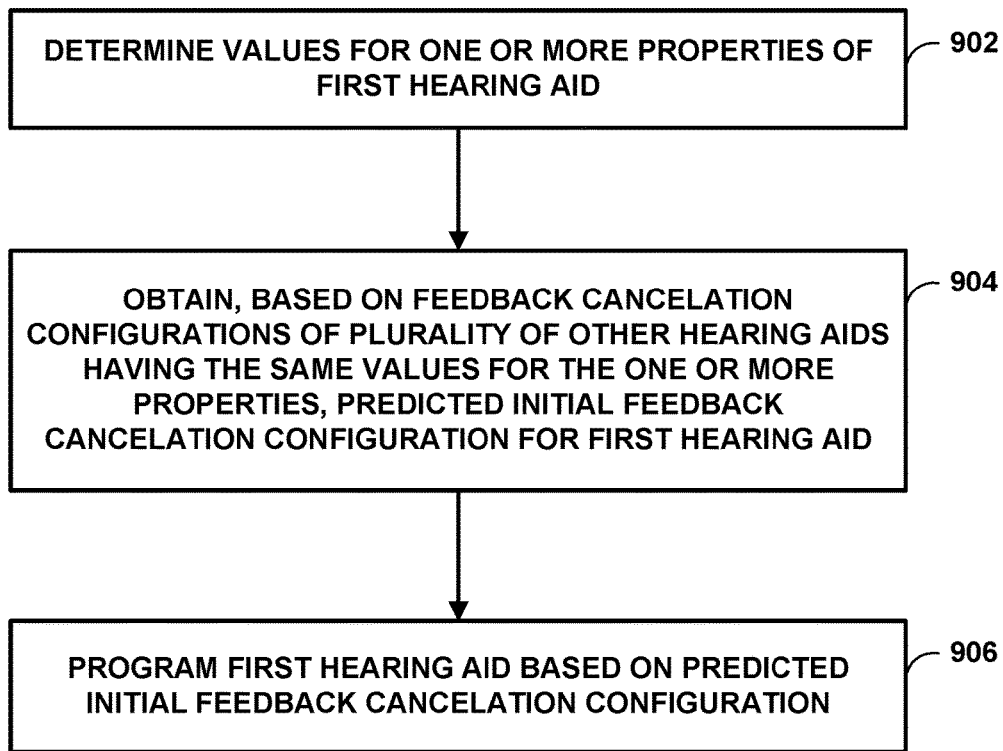 DETERMINE VALUES FOR ONE OR MORE PROPERTIES OF
FIRST HEARING AID
902
OBTAIN, BASED ON FEEDBACK CANCELATION
CONFIGURATIONS OF PLURALITY OF OTHER HEARING AIDS
HAVING THE SAME VALUES FOR THE ONE OR MORE
PROPERTIES, PREDICTED INITIAL FEEDBACK
CANCELATION CONFIGURATION FOR FIRST HEARING AID
904
PROGRAM FIRST HEARING AID BASED ON PREDICTED
INITIAL FEEDBACK CANCELATION CONFIGURATION
906